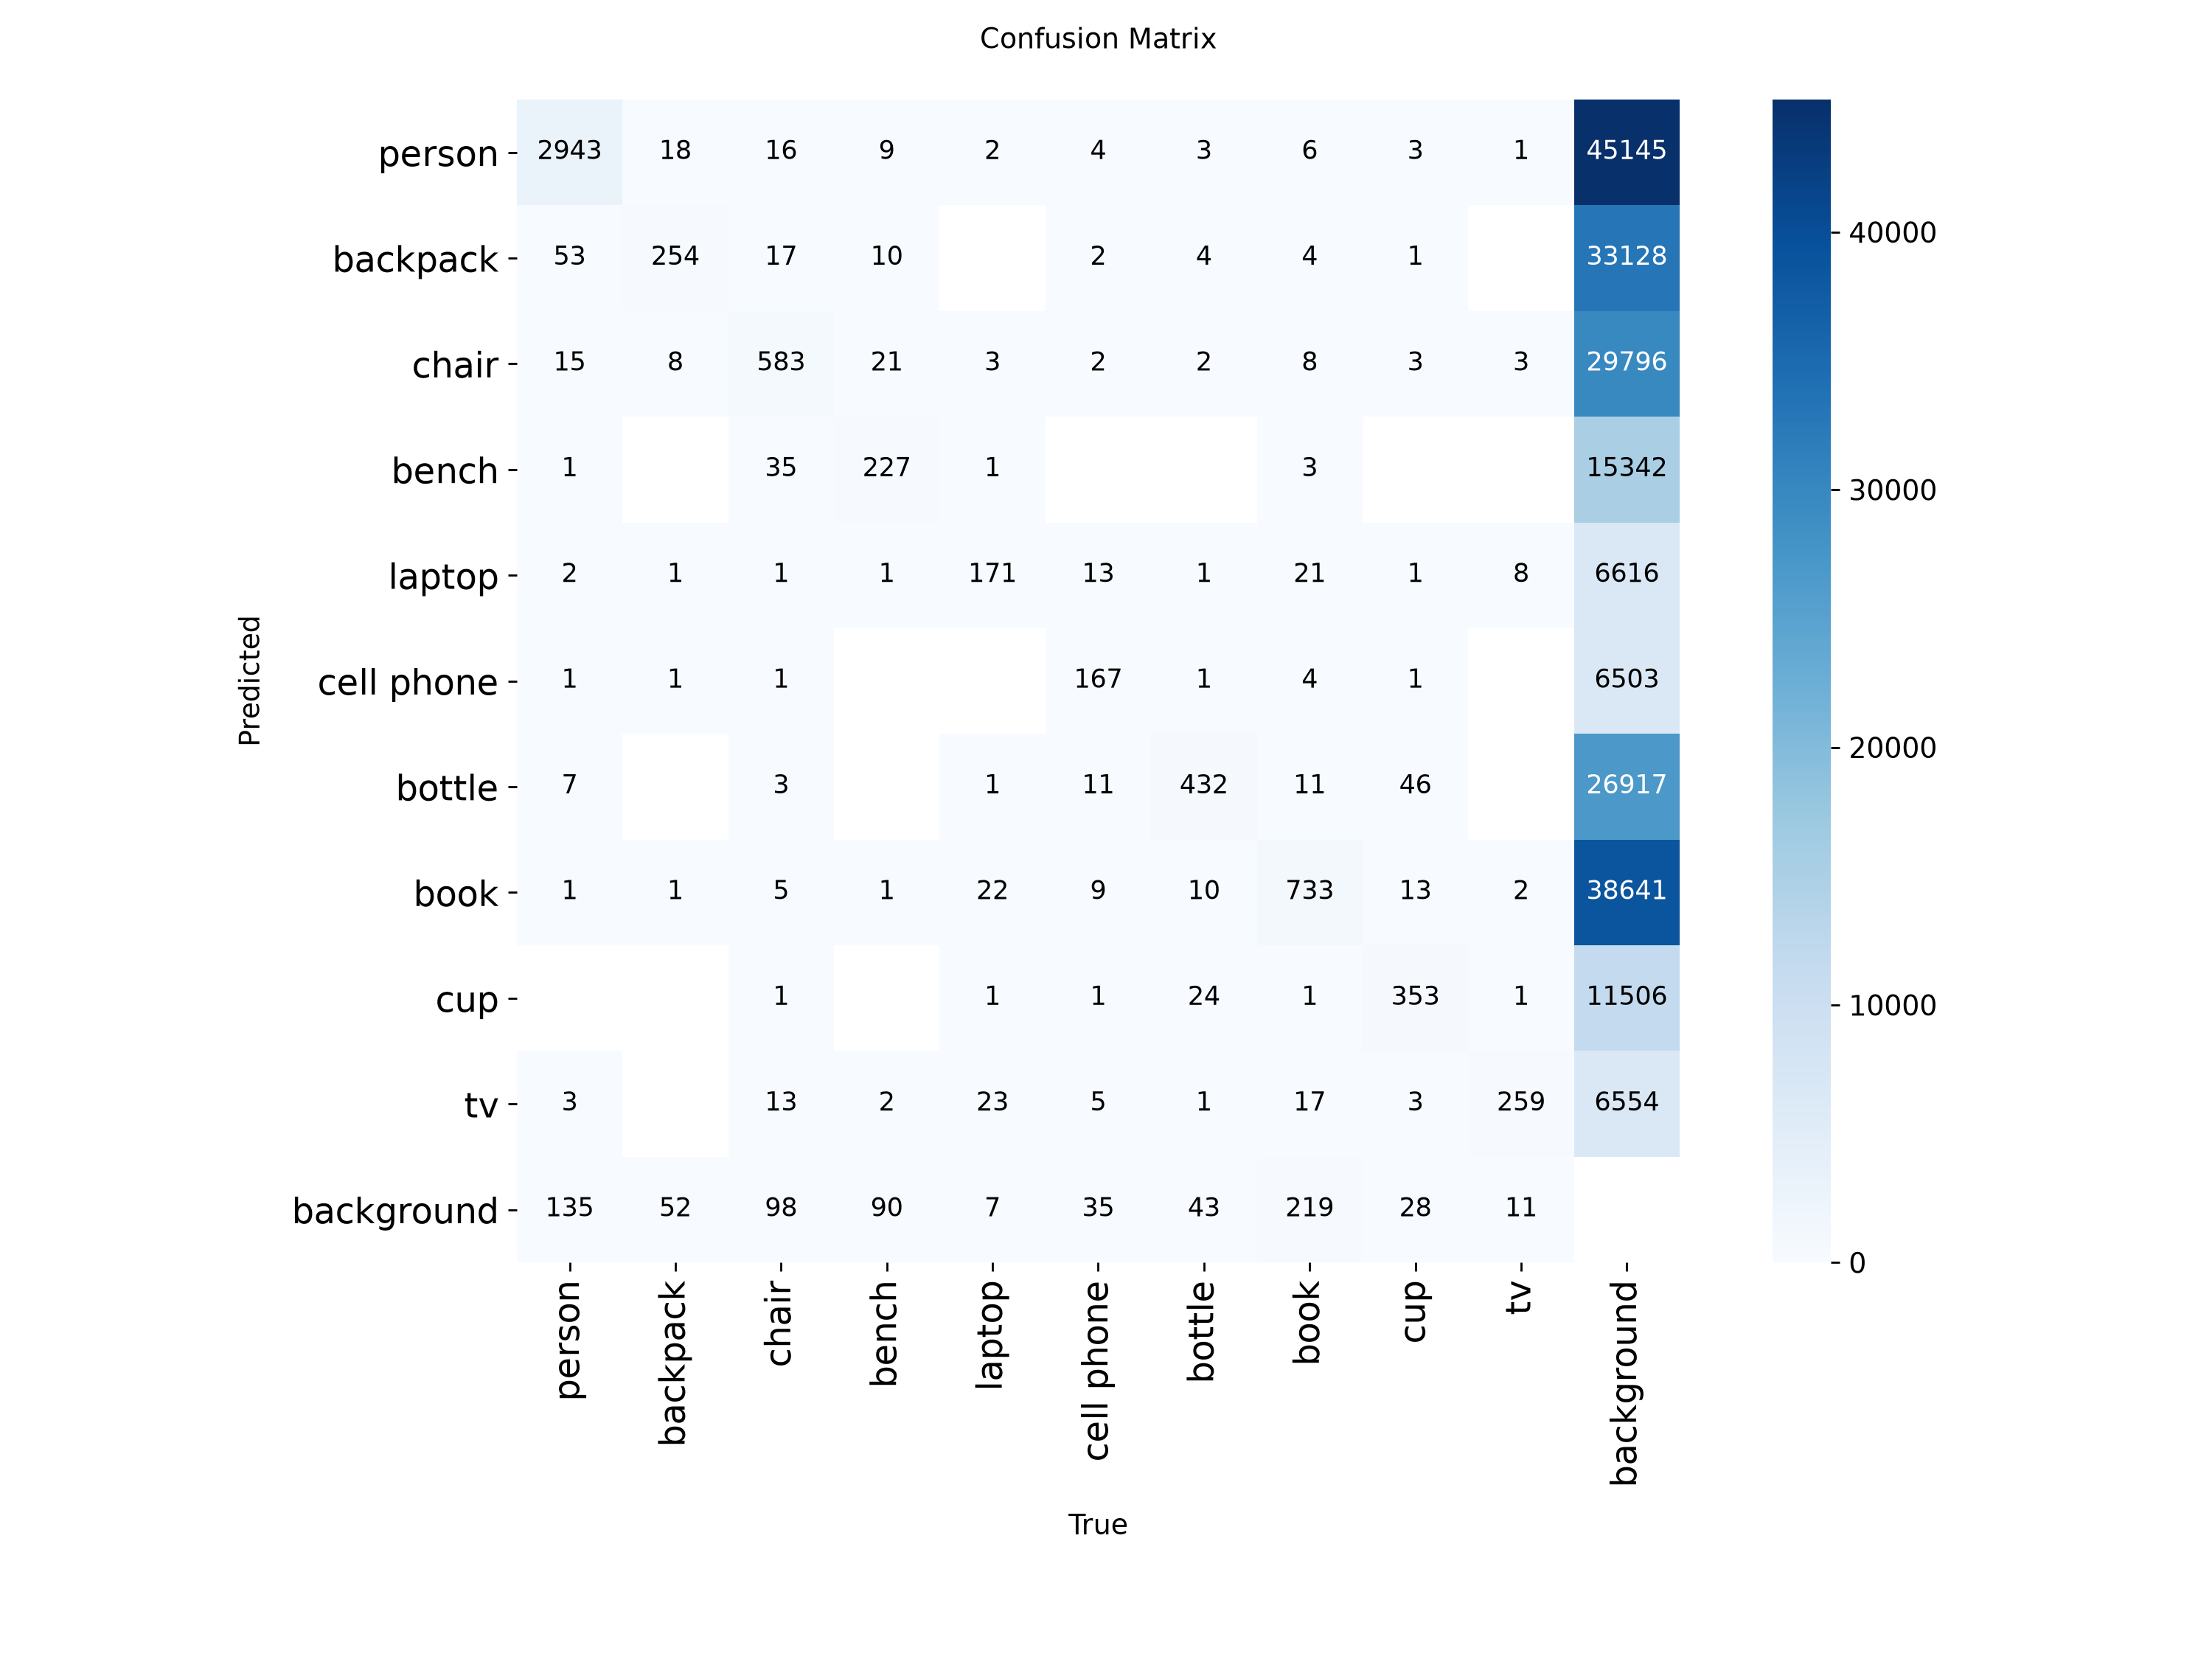 Confusion Matrix
person 2943 18 16 9 2 4 3 6 3 1 45145
backpack 53 254 17 10 2 4 4 1 33128
chair 15 8 583 21 3 2 2 8 3 3 29796
bench 1 35 227 1 3 15342
laptop 2 1 1 1 171 13 1 21 1 8 6616
cell phone 1 1 1 167 1 4 1 6503
bottle 7 3 1 11 432 11 46 26917
book 1 1 5 1 22 9 10 733 13 2 38641
cup 1 1 1 24 1 353 1 11506
tv 3 13 2 23 5 1 17 3 259 6554
background 135 52 98 90 7 35 43 219 28 11
Predicted
person backpack chair bench laptop cell phone bottle book cup tv background
True
40000
30000
20000
10000
0